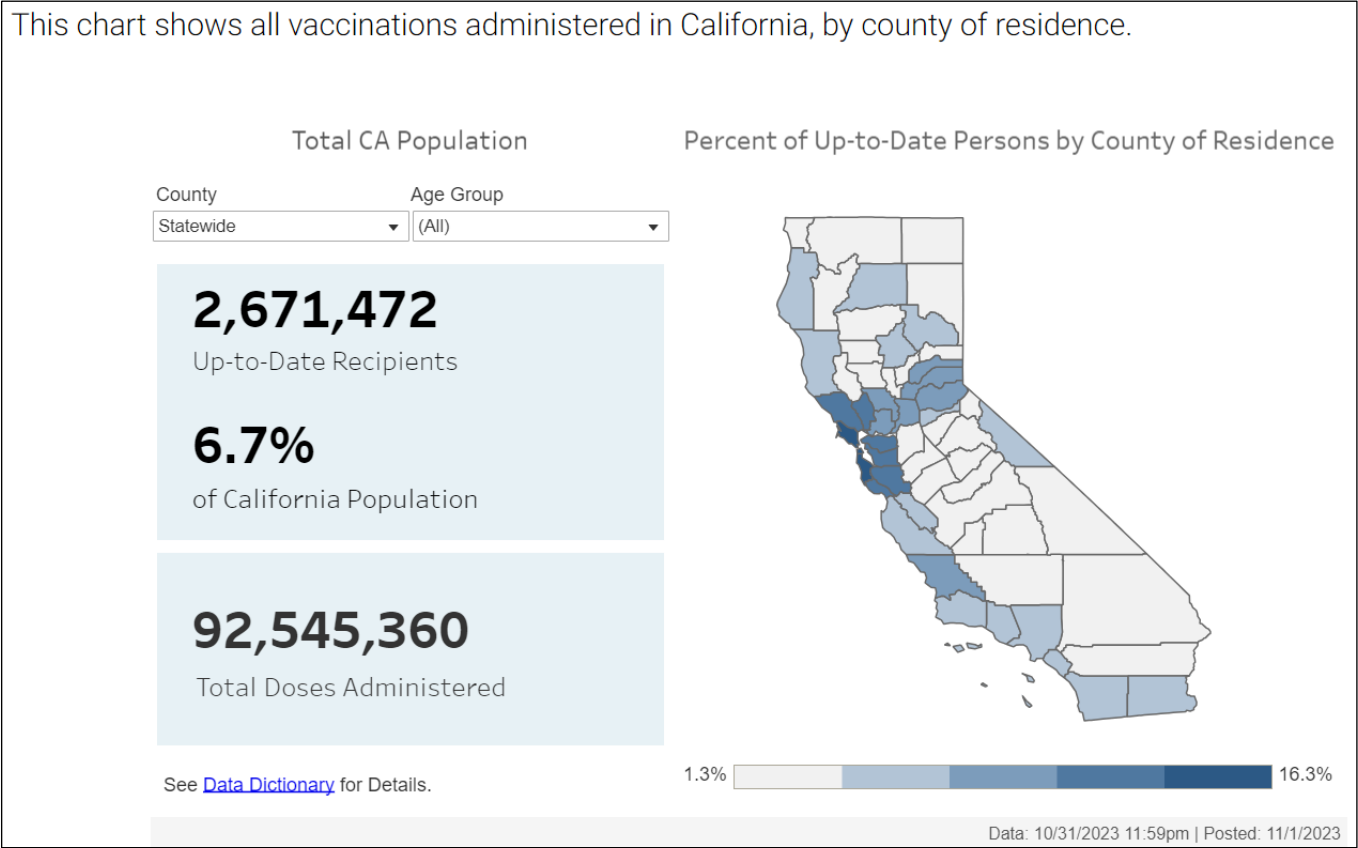 This chart shows all vaccinations administered in California, by county of residence.
Total CA Population
Percent of Up-to-Date Persons by County of Residence
County
Age Group
Statewide
(All)
2,671,472
Up-to-Date Recipients
6.7%
of California Population
92,545,360
Total Doses Administered
See Data Dictionary for Details.
1.3%
16.3%
Data: 10/31/2023 11:59pm | Posted: 11/1/2023